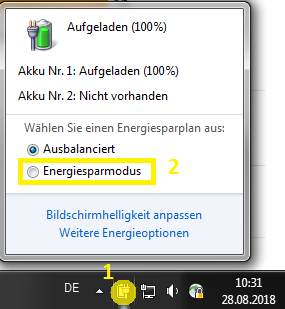 Aufgeladen (100%)
Akku Nr. 1: Aufgeladen (100%)
Akku Nr. 2: Nicht vorhanden
Wählen Sie einen Energiesparplan aus:
Ausbalanciert
Energiesparmodus 2
Bildschirmhelligkeit anpassen
Weitere Energieoptionen
1
DE 10:31
28.08.2018